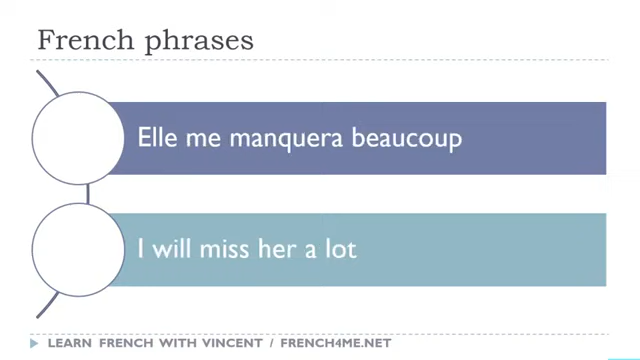 French phrases
Elle me manquera beaucoup
I will miss her a lot
LEARN FRENCH WITH VINCENT / FRENCH4ME.NET